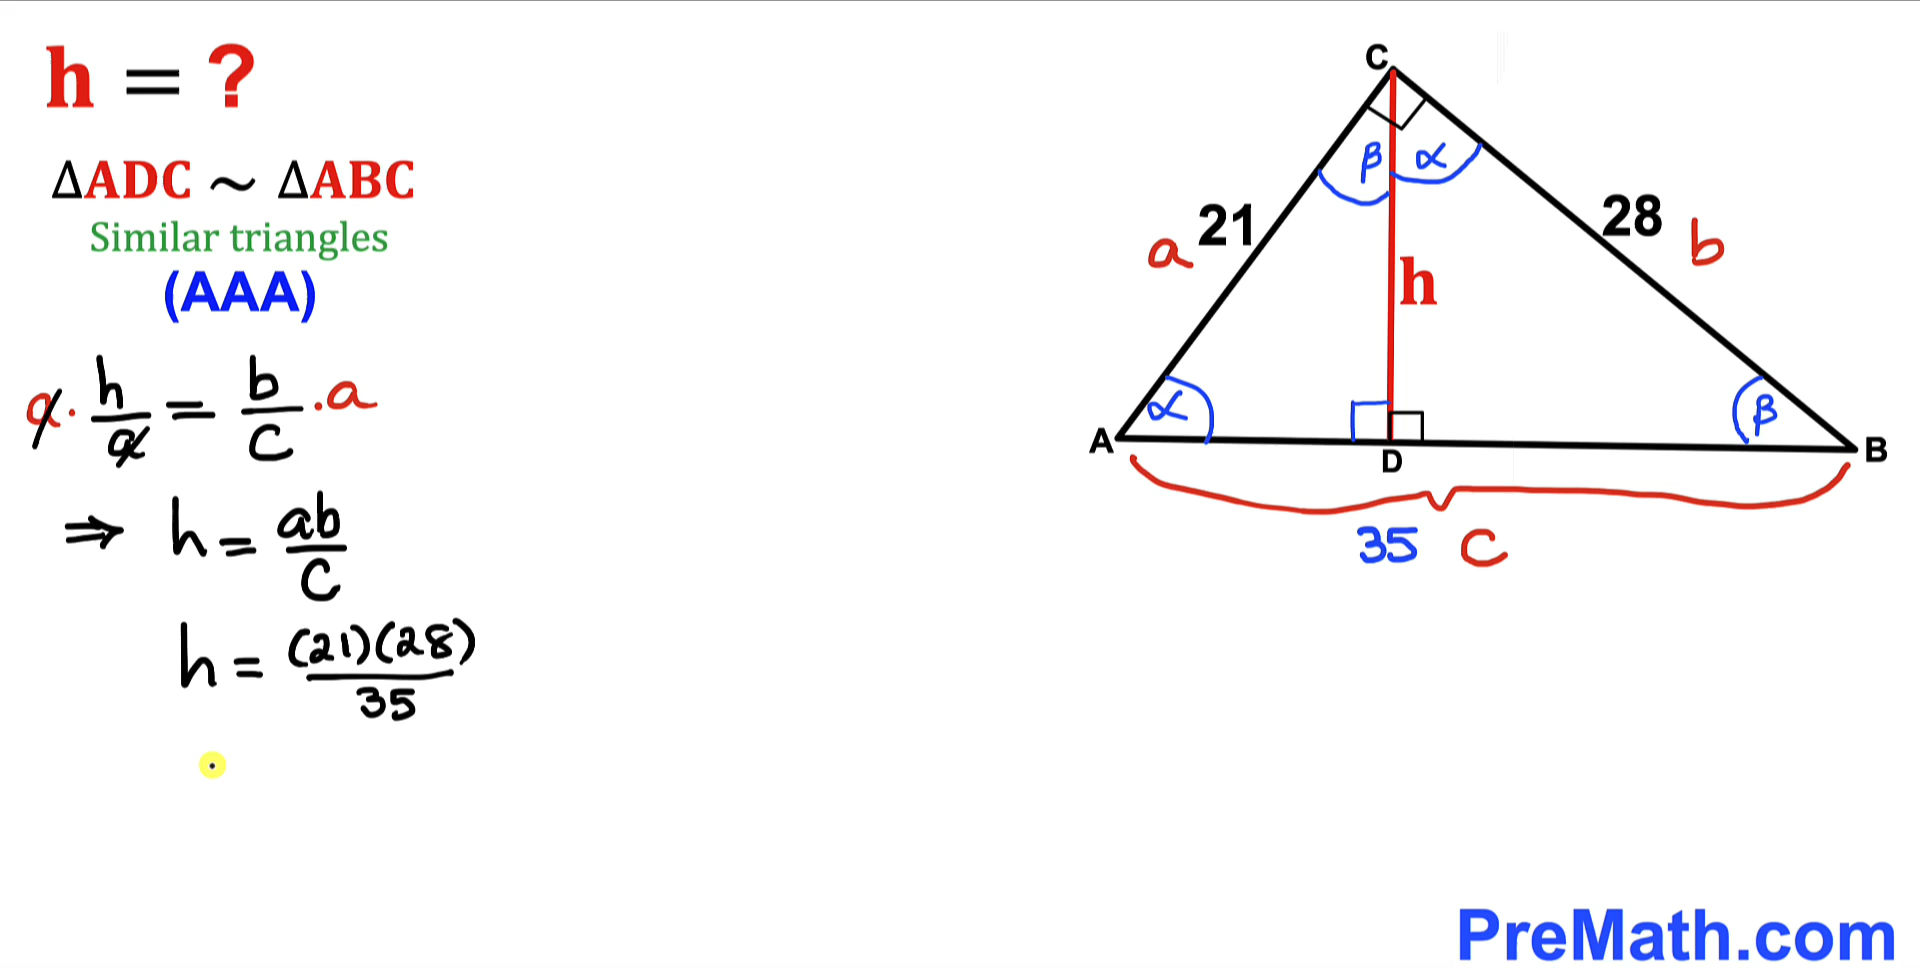 h = ?
ΔADC ~ ΔABC
Similar triangles
(AAA)
a · h/a = b/c · a
⇒ h = ab/c
h = (21)(28)/35
C
β α
a 21
28 b
h
A α
β B
D
35 c
PreMath.com